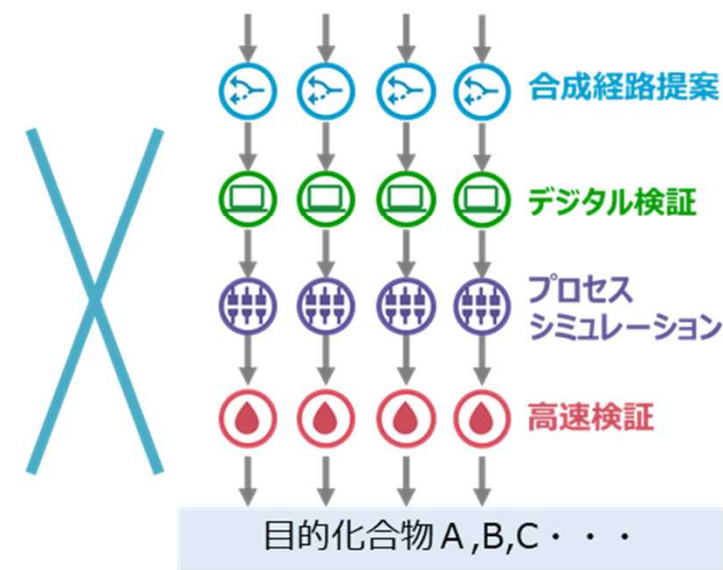 合成経路提案
デジタル検証
プロセス
シミュレーション
高速検証
目的化合物A,B,C・・・